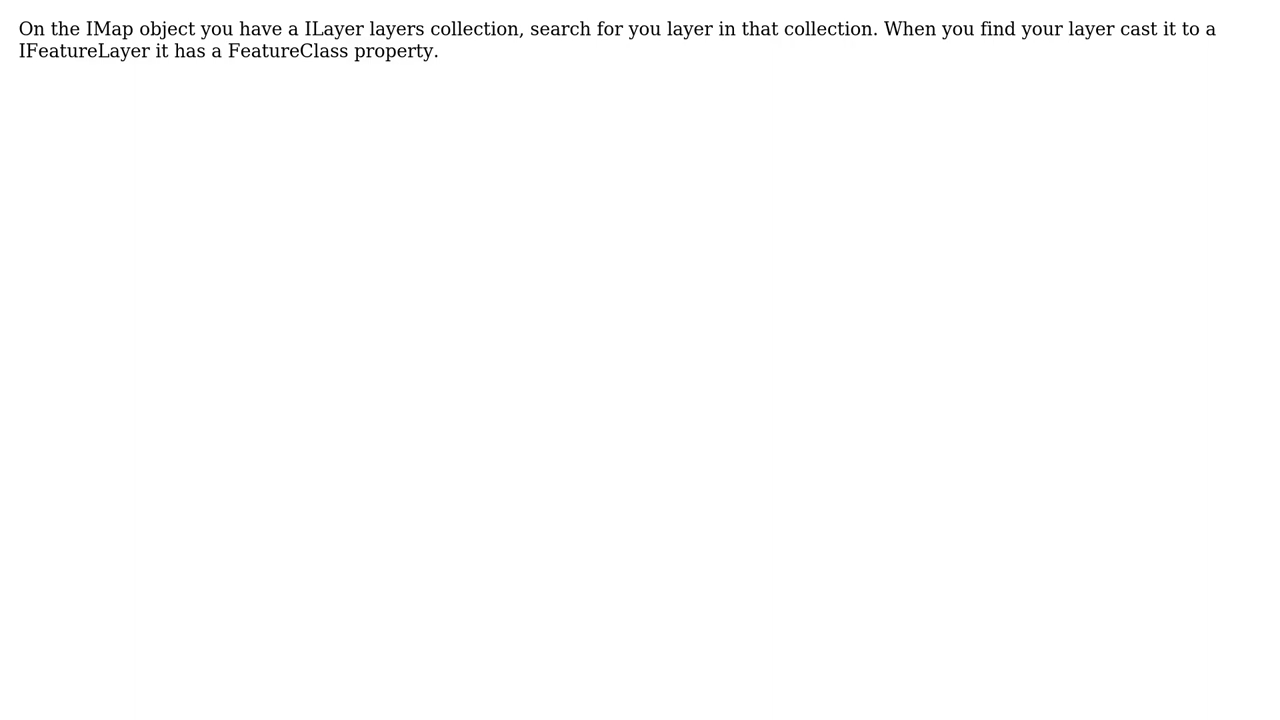 On the IMap object you have a ILayer layers collection, search for you layer in that collection. When you find your layer cast it to a
IFeatureLayer it has a FeatureClass property.